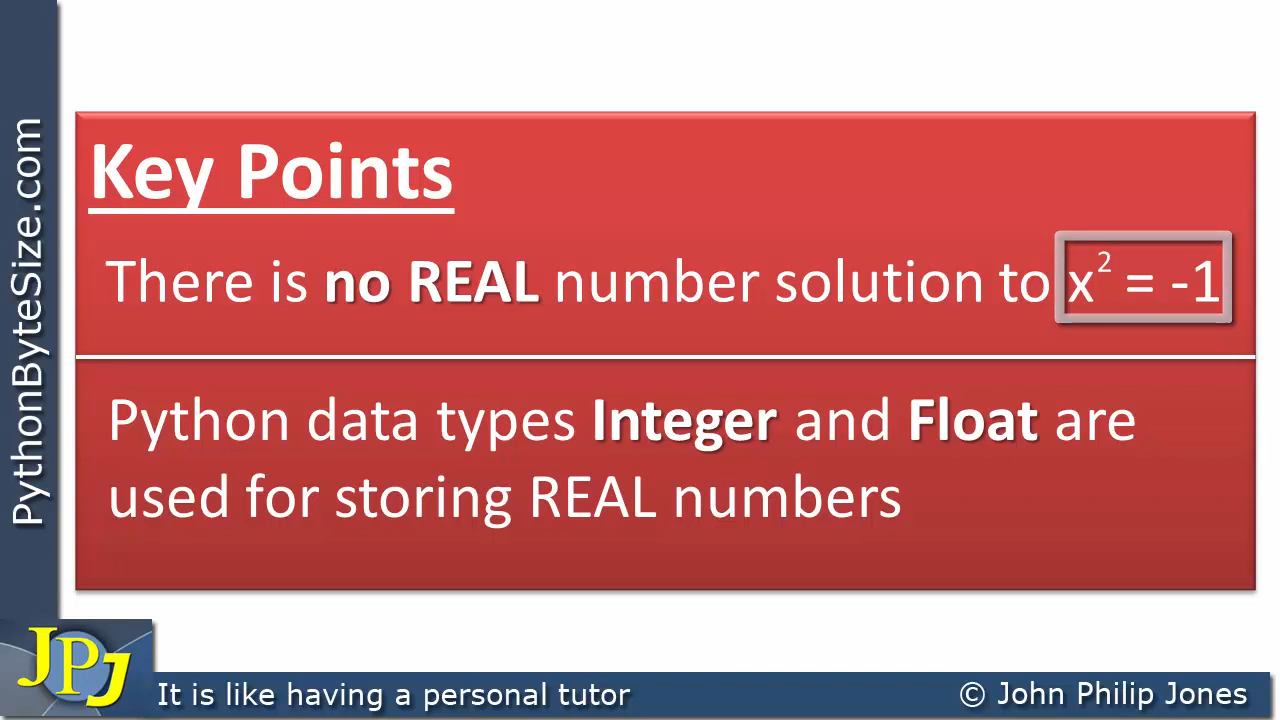 PythonByteSize.com
Key Points
There is no REAL number solution to x² = -1
Python data types Integer and Float are
used for storing REAL numbers
JPJ
It is like having a personal tutor
© John Philip Jones